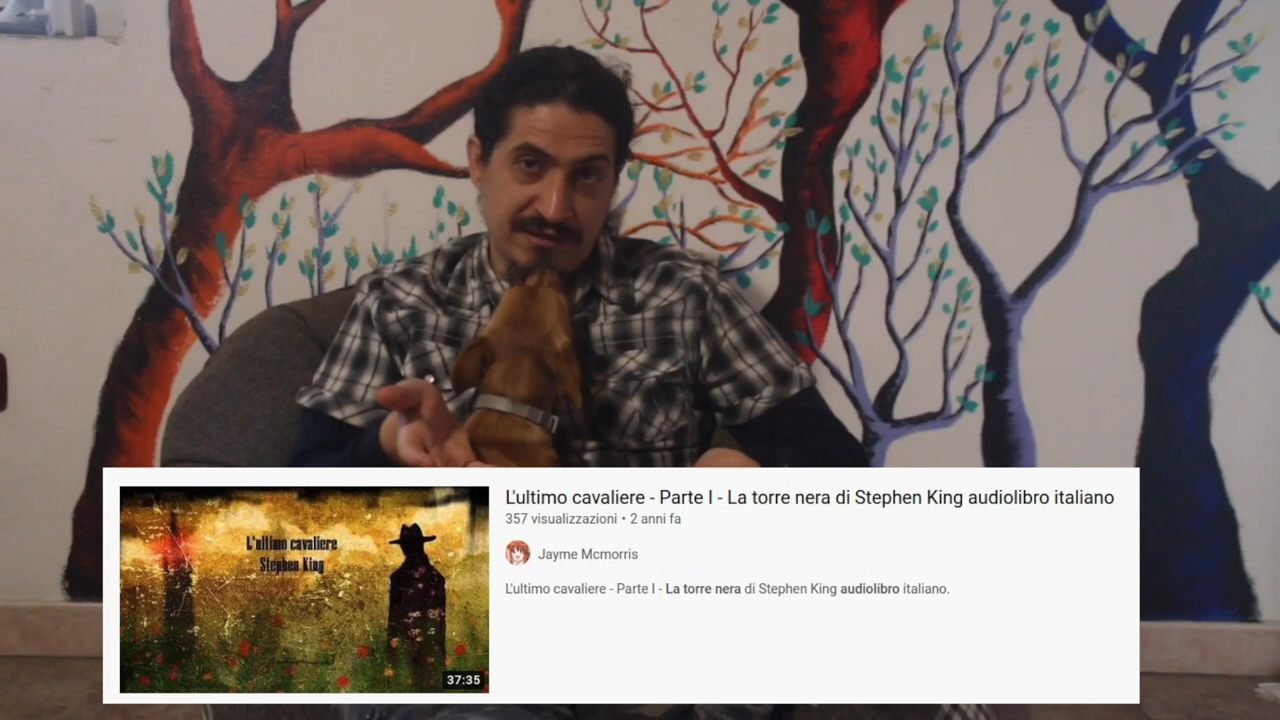 L'ultimo cavaliere
Stephen King
37:35
L'ultimo cavaliere - Parte I - La torre nera di Stephen King audiolibro italiano
357 visualizzazioni • 2 anni fa
Jayme Mcmorris
L'ultimo cavaliere - Parte I - La torre nera di Stephen King audiolibro italiano.